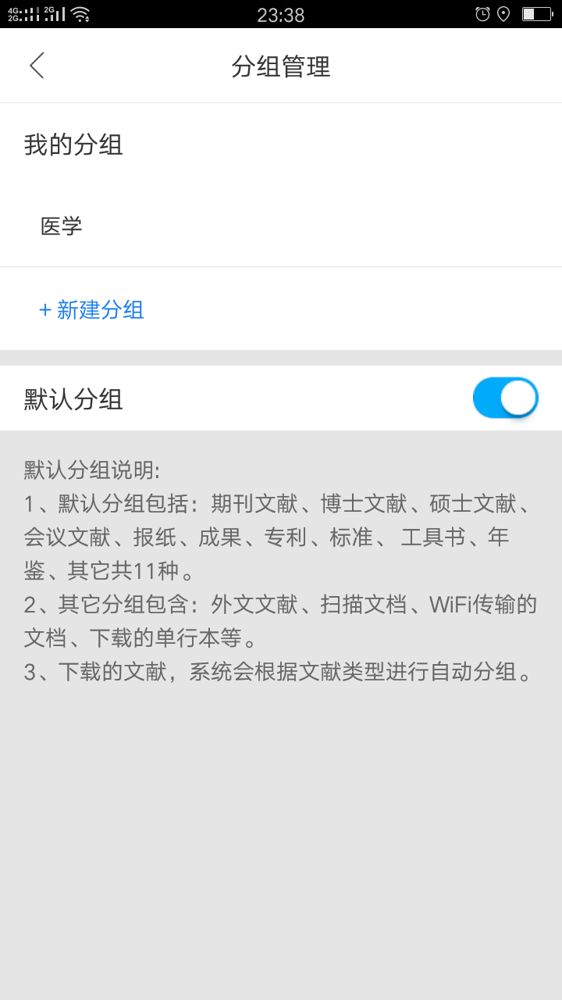 4G 2G 2G 23:38
分组管理
我的分组
医学
+ 新建分组
默认分组
默认分组说明:
1、默认分组包括：期刊文献、博士文献、硕士文献、
会议文献、报纸、成果、专利、标准、 工具书、年
鉴、其它共11种。
2、其它分组包含：外文文献、扫描文档、WiFi传输的
文档、下载的单行本等。
3、下载的文献，系统会根据文献类型进行自动分组。